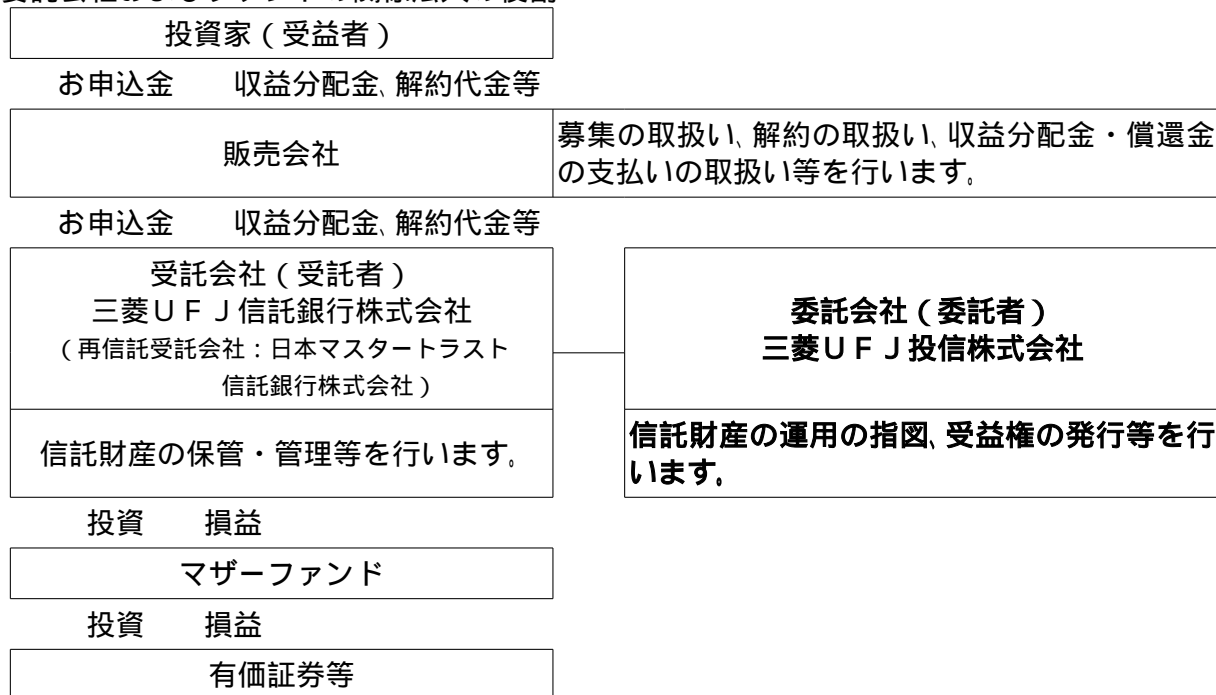 投資家（受益者）
お申込金　　収益分配金、解約代金等
販売会社
募集の取扱い、解約の取扱い、収益分配金・償還金
の支払いの取扱い等を行います。
お申込金　　収益分配金、解約代金等
受託会社（受託者）
三菱ＵＦＪ信託銀行株式会社
（再信託受託会社：日本マスタートラスト
信託銀行株式会社）
委託会社（委託者）
三菱ＵＦＪ投信株式会社
信託財産の保管・管理等を行います。
信託財産の運用の指図、受益権の発行等を行
います。
投資　　損益
マザーファンド
投資　　損益
有価証券等